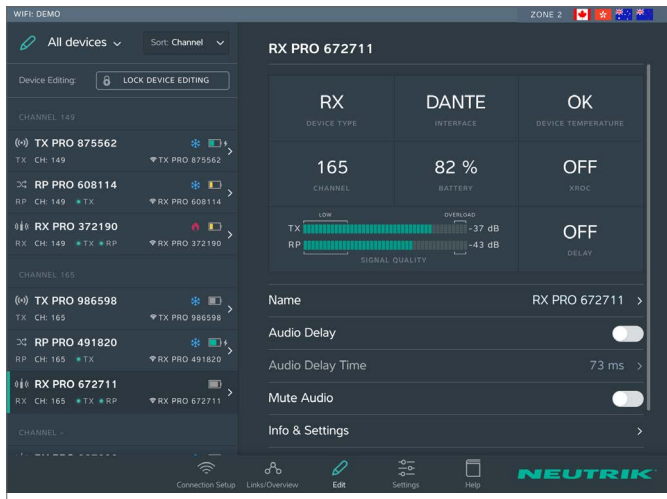 WIFI: DEMO
ZONE 2
All devices
Sort: Channel
Device Editing:
LOCK DEVICE EDITING
CHANNEL 149
TX PRO 875562
TX CH: 149
TX PRO 875562
RP PRO 608114
RP CH: 149 TX
RX PRO 608114
RX PRO 372190
RX CH: 149 TX RP
RX PRO 372190
CHANNEL 165
TX PRO 986598
TX CH: 165
TX PRO 986598
RP PRO 491820
RP CH: 165 TX
RX PRO 491820
RX PRO 672711
RX CH: 165 TX RP
RX PRO 672711
CHANNEL -
RX PRO 672711
RX
DEVICE TYPE
DANTE
INTERFACE
OK
DEVICE TEMPERATURE
165
CHANNEL
82 %
BATTERY
OFF
XROC
LOW
OVERLOAD
TX -37 dB
RP -43 dB
SIGNAL QUALITY
OFF
DELAY
Name RX PRO 672711
Audio Delay
Audio Delay Time 73 ms
Mute Audio
Info & Settings
Connection Setup
Links/Overview
Edit
Settings
Help
NEUTRIK